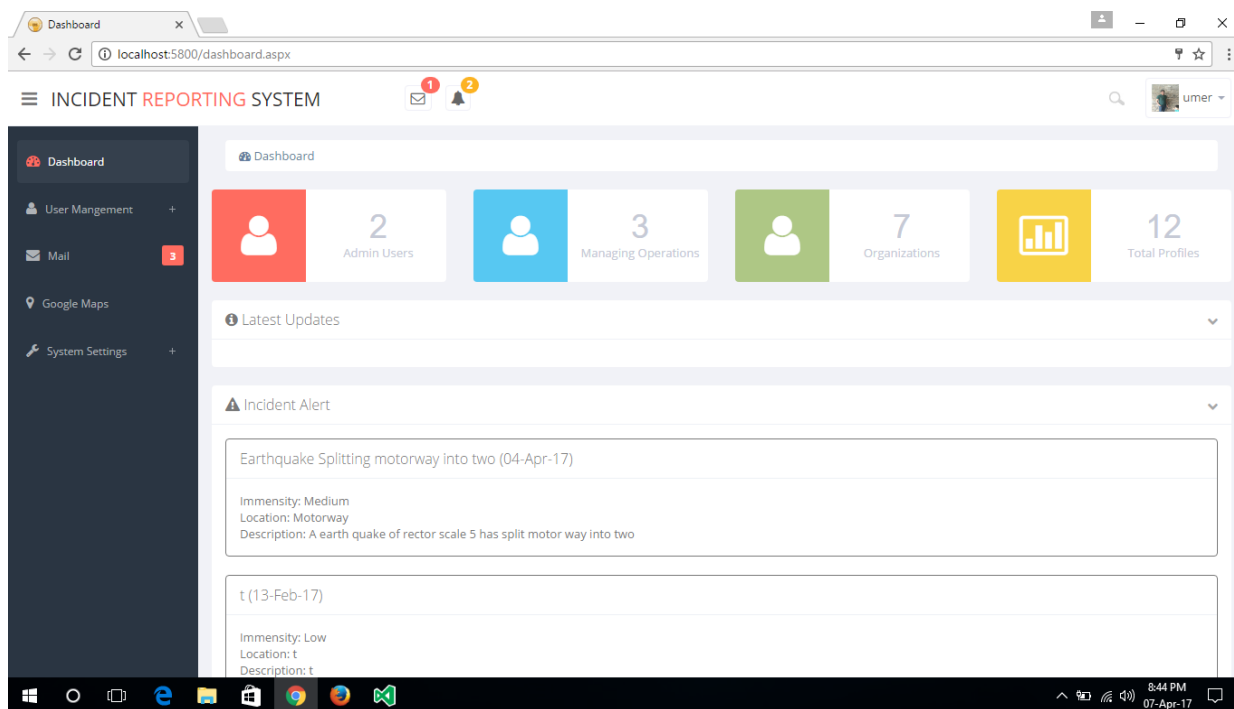 Dashboard
localhost:5800/dashboard.aspx
INCIDENT REPORTING SYSTEM
1
2
umer
Dashboard
User Mangement +
Mail 3
Google Maps
System Settings +
Dashboard
2
Admin Users
3
Managing Operations
7
Organizations
12
Total Profiles
Latest Updates
Incident Alert
Earthquake Splitting motorway into two (04-Apr-17)
Immensity: Medium
Location: Motorway
Description: A earth quake of rector scale 5 has split motor way into two
t (13-Feb-17)
Immensity: Low
Location: t
Description: t
8:44 PM
07-Apr-17